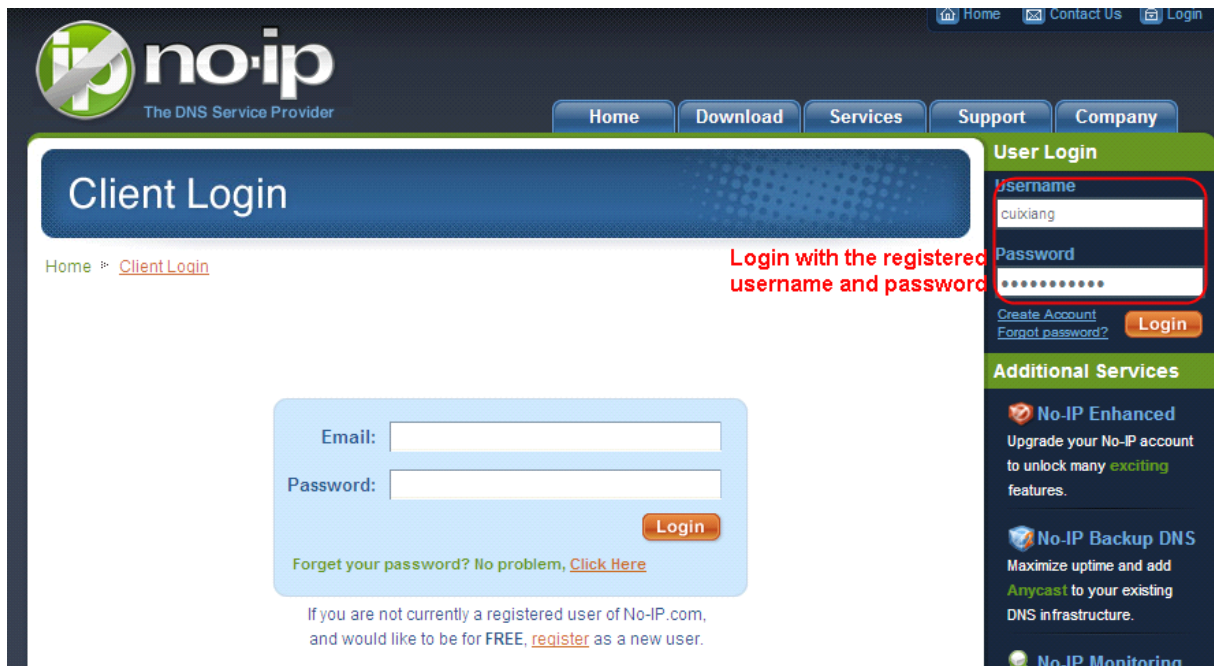 Home Contact Us Login
ip no·ip
The DNS Service Provider
Home Download Services Support Company
Client Login
Home Client Login
Login with the registered
username and password
Email:
Password:
Login
Forget your password? No problem, Click Here
If you are not currently a registered user of No-IP.com,
and would like to be for FREE, register as a new user.
User Login
Username
cuixiang
Password
•••••••••••
Create Account
Forgot password?
Login
Additional Services
No-IP Enhanced
Upgrade your No-IP account
to unlock many exciting
features.
No-IP Backup DNS
Maximize uptime and add
Anycast to your existing
DNS infrastructure.
No-IP Monitoring